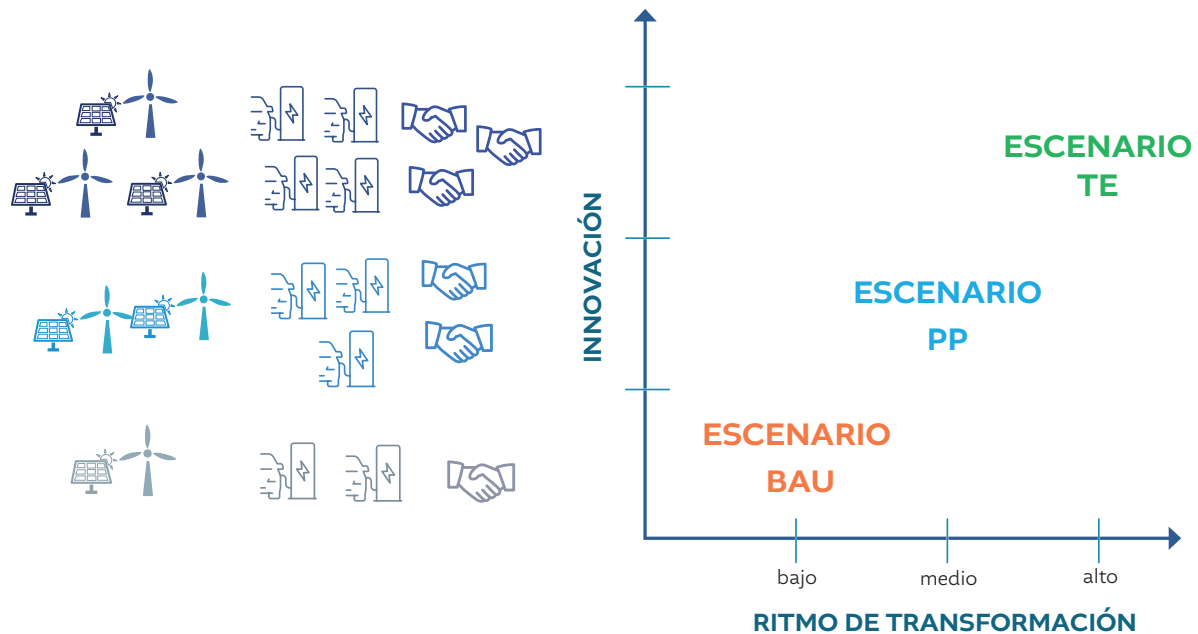 INNOVACIÓN
ESCENARIO
TE
ESCENARIO
PP
ESCENARIO
BAU
bajo
medio
alto
RITMO DE TRANSFORMACIÓN